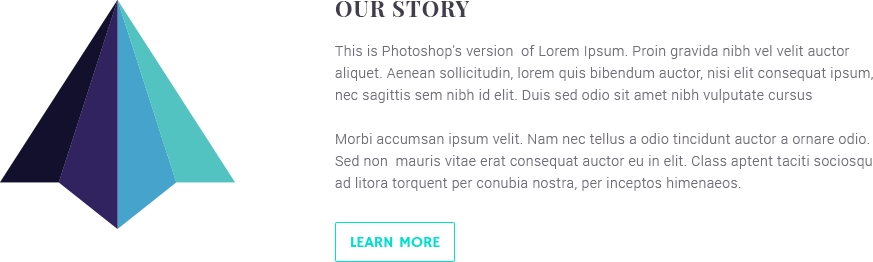 OUR STORY
This is Photoshop's version  of Lorem Ipsum. Proin gravida nibh vel velit auctor
aliquet. Aenean sollicitudin, lorem quis bibendum auctor, nisi elit consequat ipsum,
nec sagittis sem nibh id elit. Duis sed odio sit amet nibh vulputate cursus
Morbi accumsan ipsum velit. Nam nec tellus a odio tincidunt auctor a ornare odio.
Sed non  mauris vitae erat consequat auctor eu in elit. Class aptent taciti sociosqu
ad litora torquent per conubia nostra, per inceptos himenaeos.
LEARN MORE